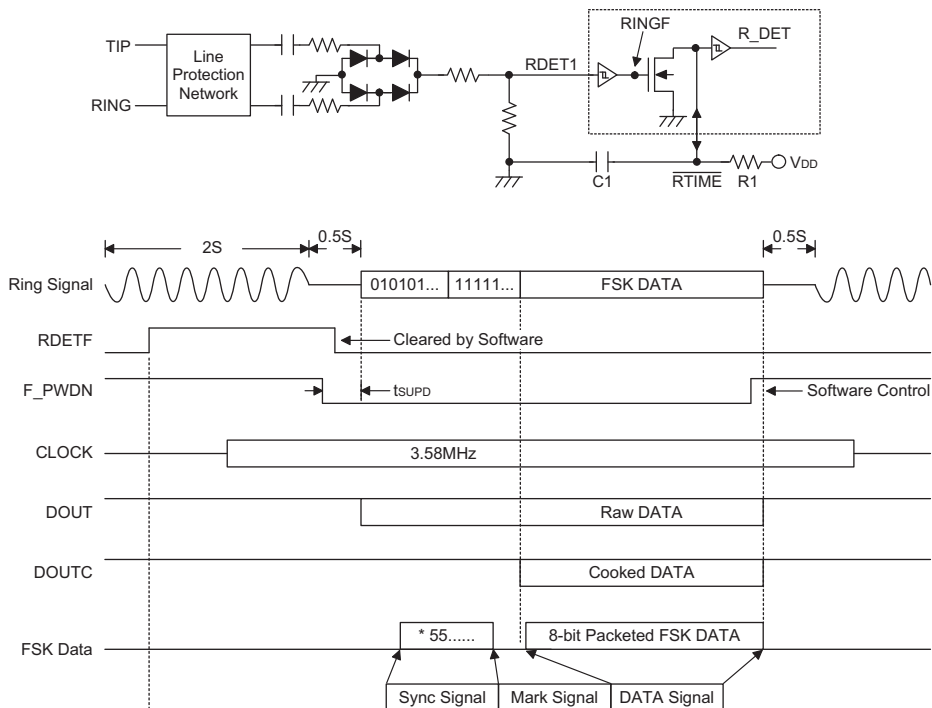 TIP
RING
Line
Protection
Network
RDET1
RINGF
R_DET
C1
RTIME
R1
VDD
2S
0.5S
0.5S
Ring Signal
010101...
11111...
FSK DATA
RDETF
Cleared by Software
F_PWDN
tSUPD
Software Control
CLOCK
3.58MHz
DOUT
Raw DATA
DOUTC
Cooked DATA
FSK Data
* 55......
8-bit Packeted FSK DATA
Sync Signal
Mark Signal
DATA Signal